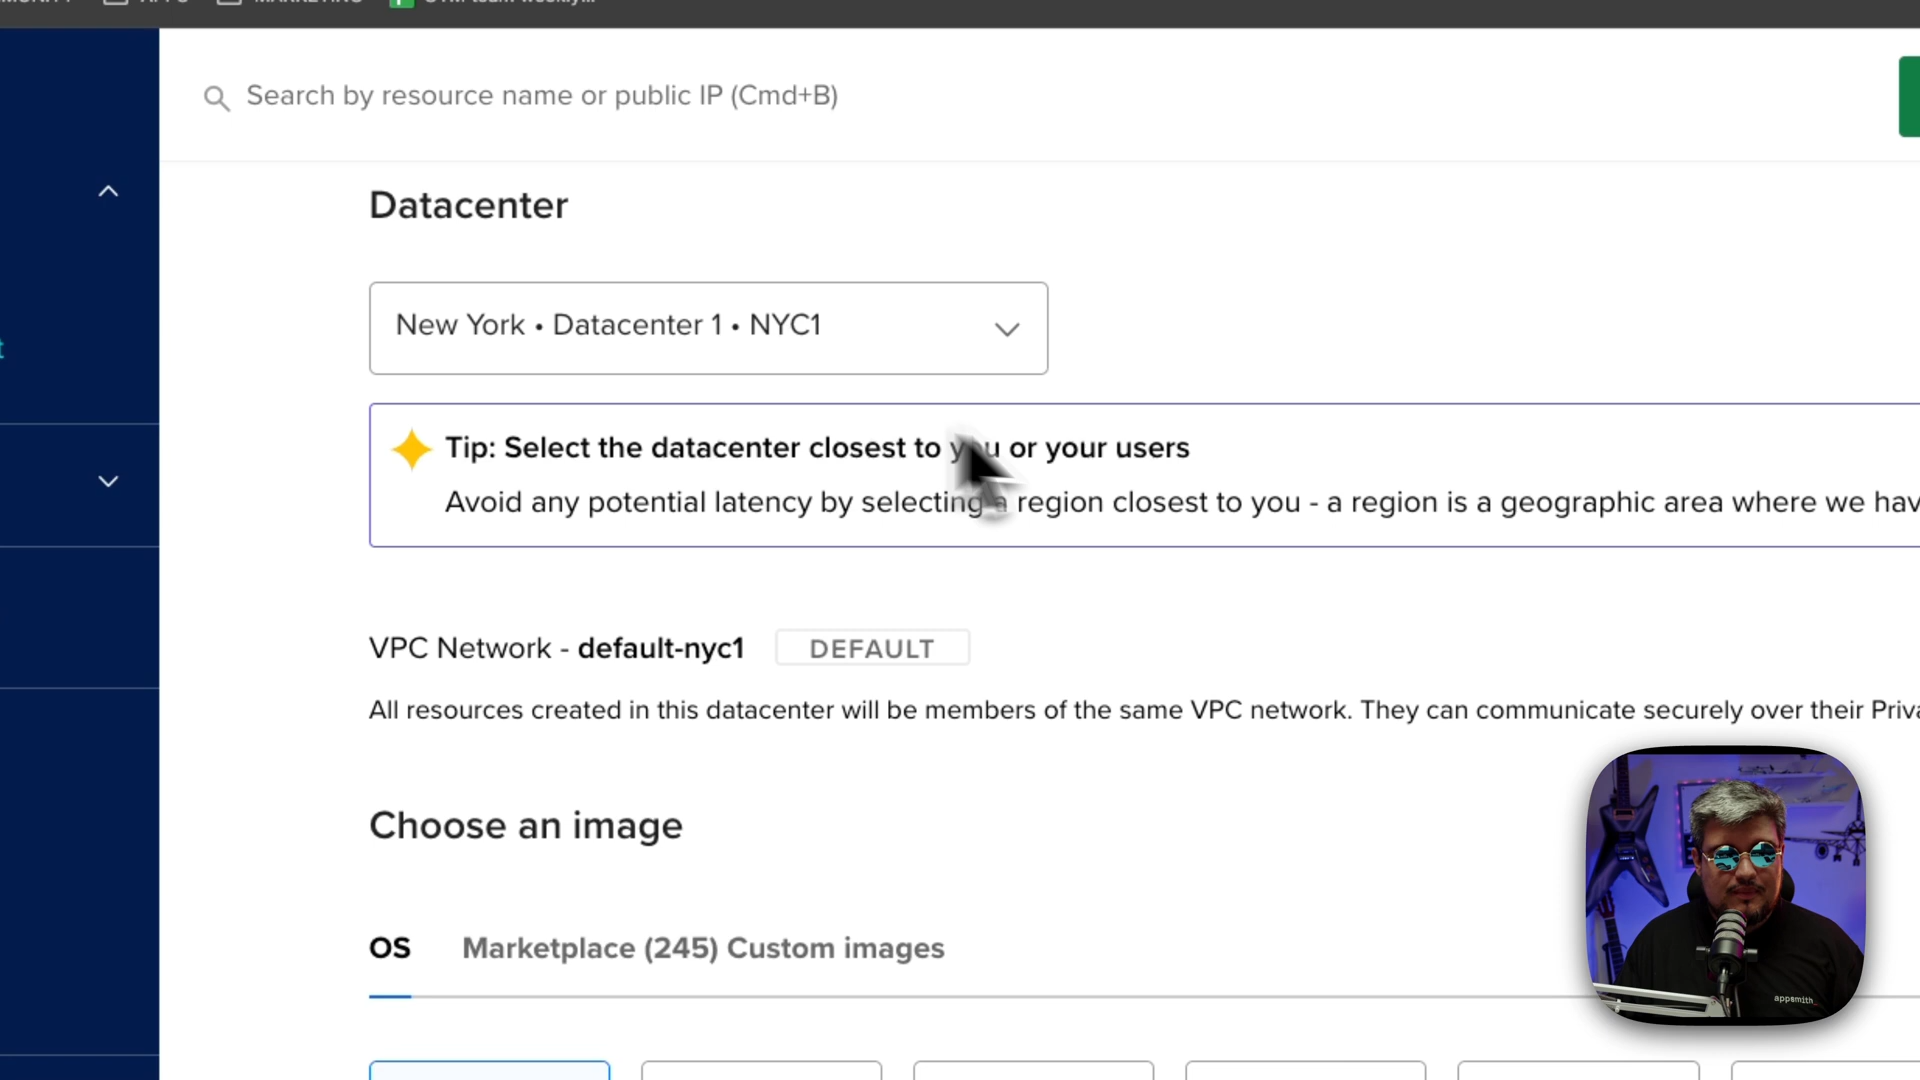 Search by resource name or public IP (Cmd+B)
Datacenter
New York • Datacenter 1 • NYC1
Tip: Select the datacenter closest to you or your users
Avoid any potential latency by selecting a region closest to you - a region is a geographic area where we hav
VPC Network - default-nyc1 DEFAULT
All resources created in this datacenter will be members of the same VPC network. They can communicate securely over their Priva
Choose an image
OS Marketplace (245) Custom images
appsmith_